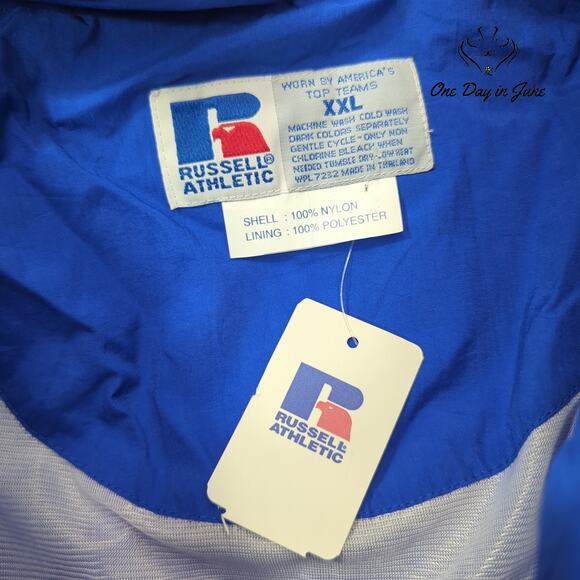 One Day in June
WORN BY AMERICA'S
TOP TEAMS
XXL
MACHINE WASH COLD WASH
DARK COLORS SEPARATELY
GENTLE CYCLE-ONLY NON
CHLORINE BLEACH WHEN
NEEDED TUMBLE DRY-LOW HEAT
WPL 7232 MADE IN THAILAND
RUSSELL®
ATHLETIC
SHELL : 100% NYLON
LINING : 100% POLYESTER
RUSSELL
ATHLETIC